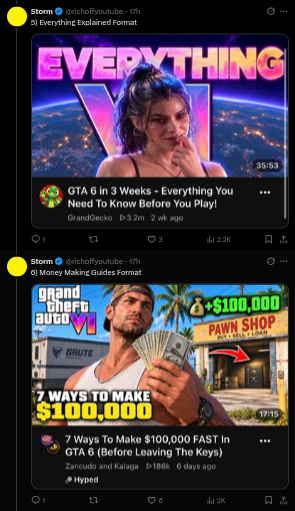 Storm @richoffyoutube · 17h
5) Everything Explained Format
EVERYTHING
VI
35:53
GTA 6 in 3 Weeks - Everything You
Need To Know Before You Play!
GrandGecko ▷3.2m 2 wk ago
1 3 2.2K
Storm @richoffyoutube · 17h
6) Money Making Guides Format
grand
theft
auto VI
+$100,000
PAWN SHOP
BUY • SELL • LOAN
BRUTE
7 WAYS TO MAKE
$100,000
17:15
7 Ways To Make $100,000 FAST In
GTA 6 (Before Leaving The Keys)
Zancudo and Kalaga ▷186k 6 days ago
Hyped
1 6 2K